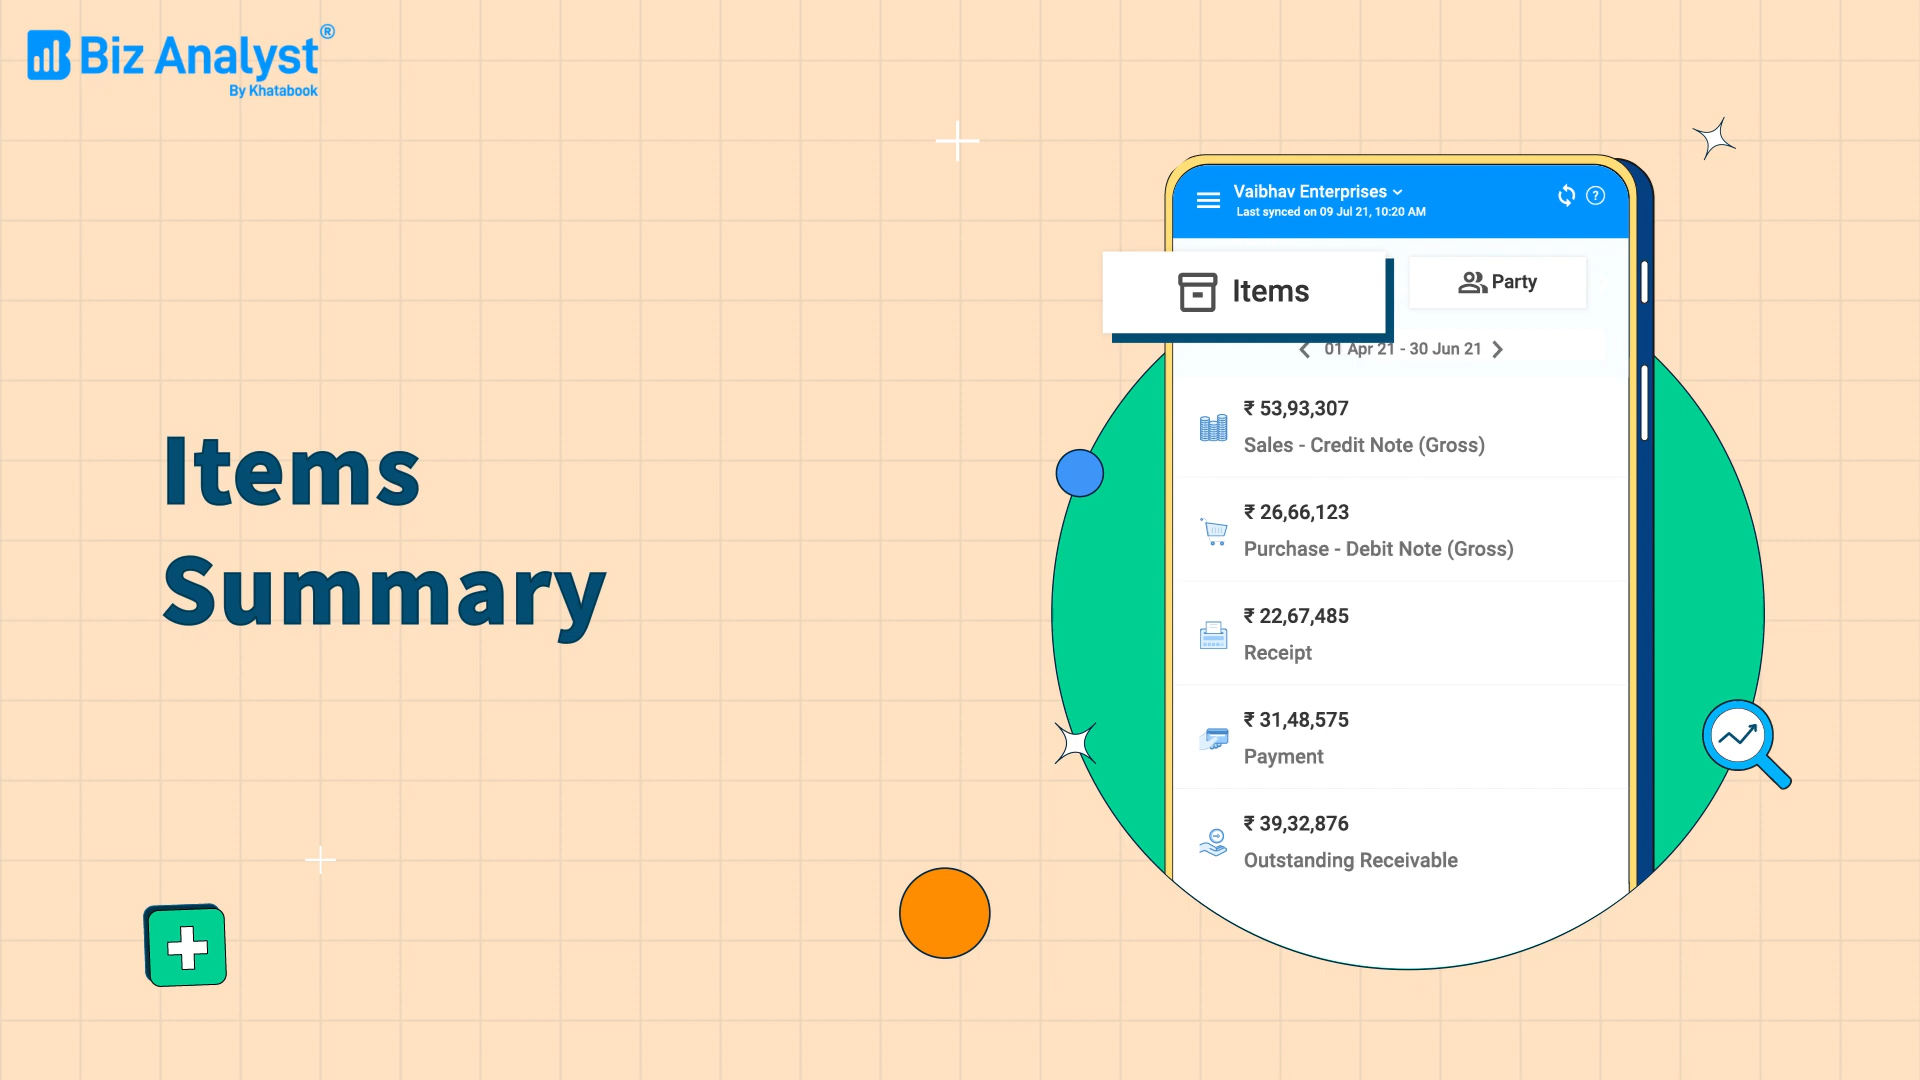 Biz Analyst®
By Khatabook
Items
Summary
Vaibhav Enterprises
Last synced on 09 Jul 21, 10:20 AM
?
Items
Party
01 Apr 21 - 30 Jun 21
₹ 53,93,307
Sales - Credit Note (Gross)
₹ 26,66,123
Purchase - Debit Note (Gross)
₹ 22,67,485
Receipt
₹ 31,48,575
Payment
₹ 39,32,876
Outstanding Receivable